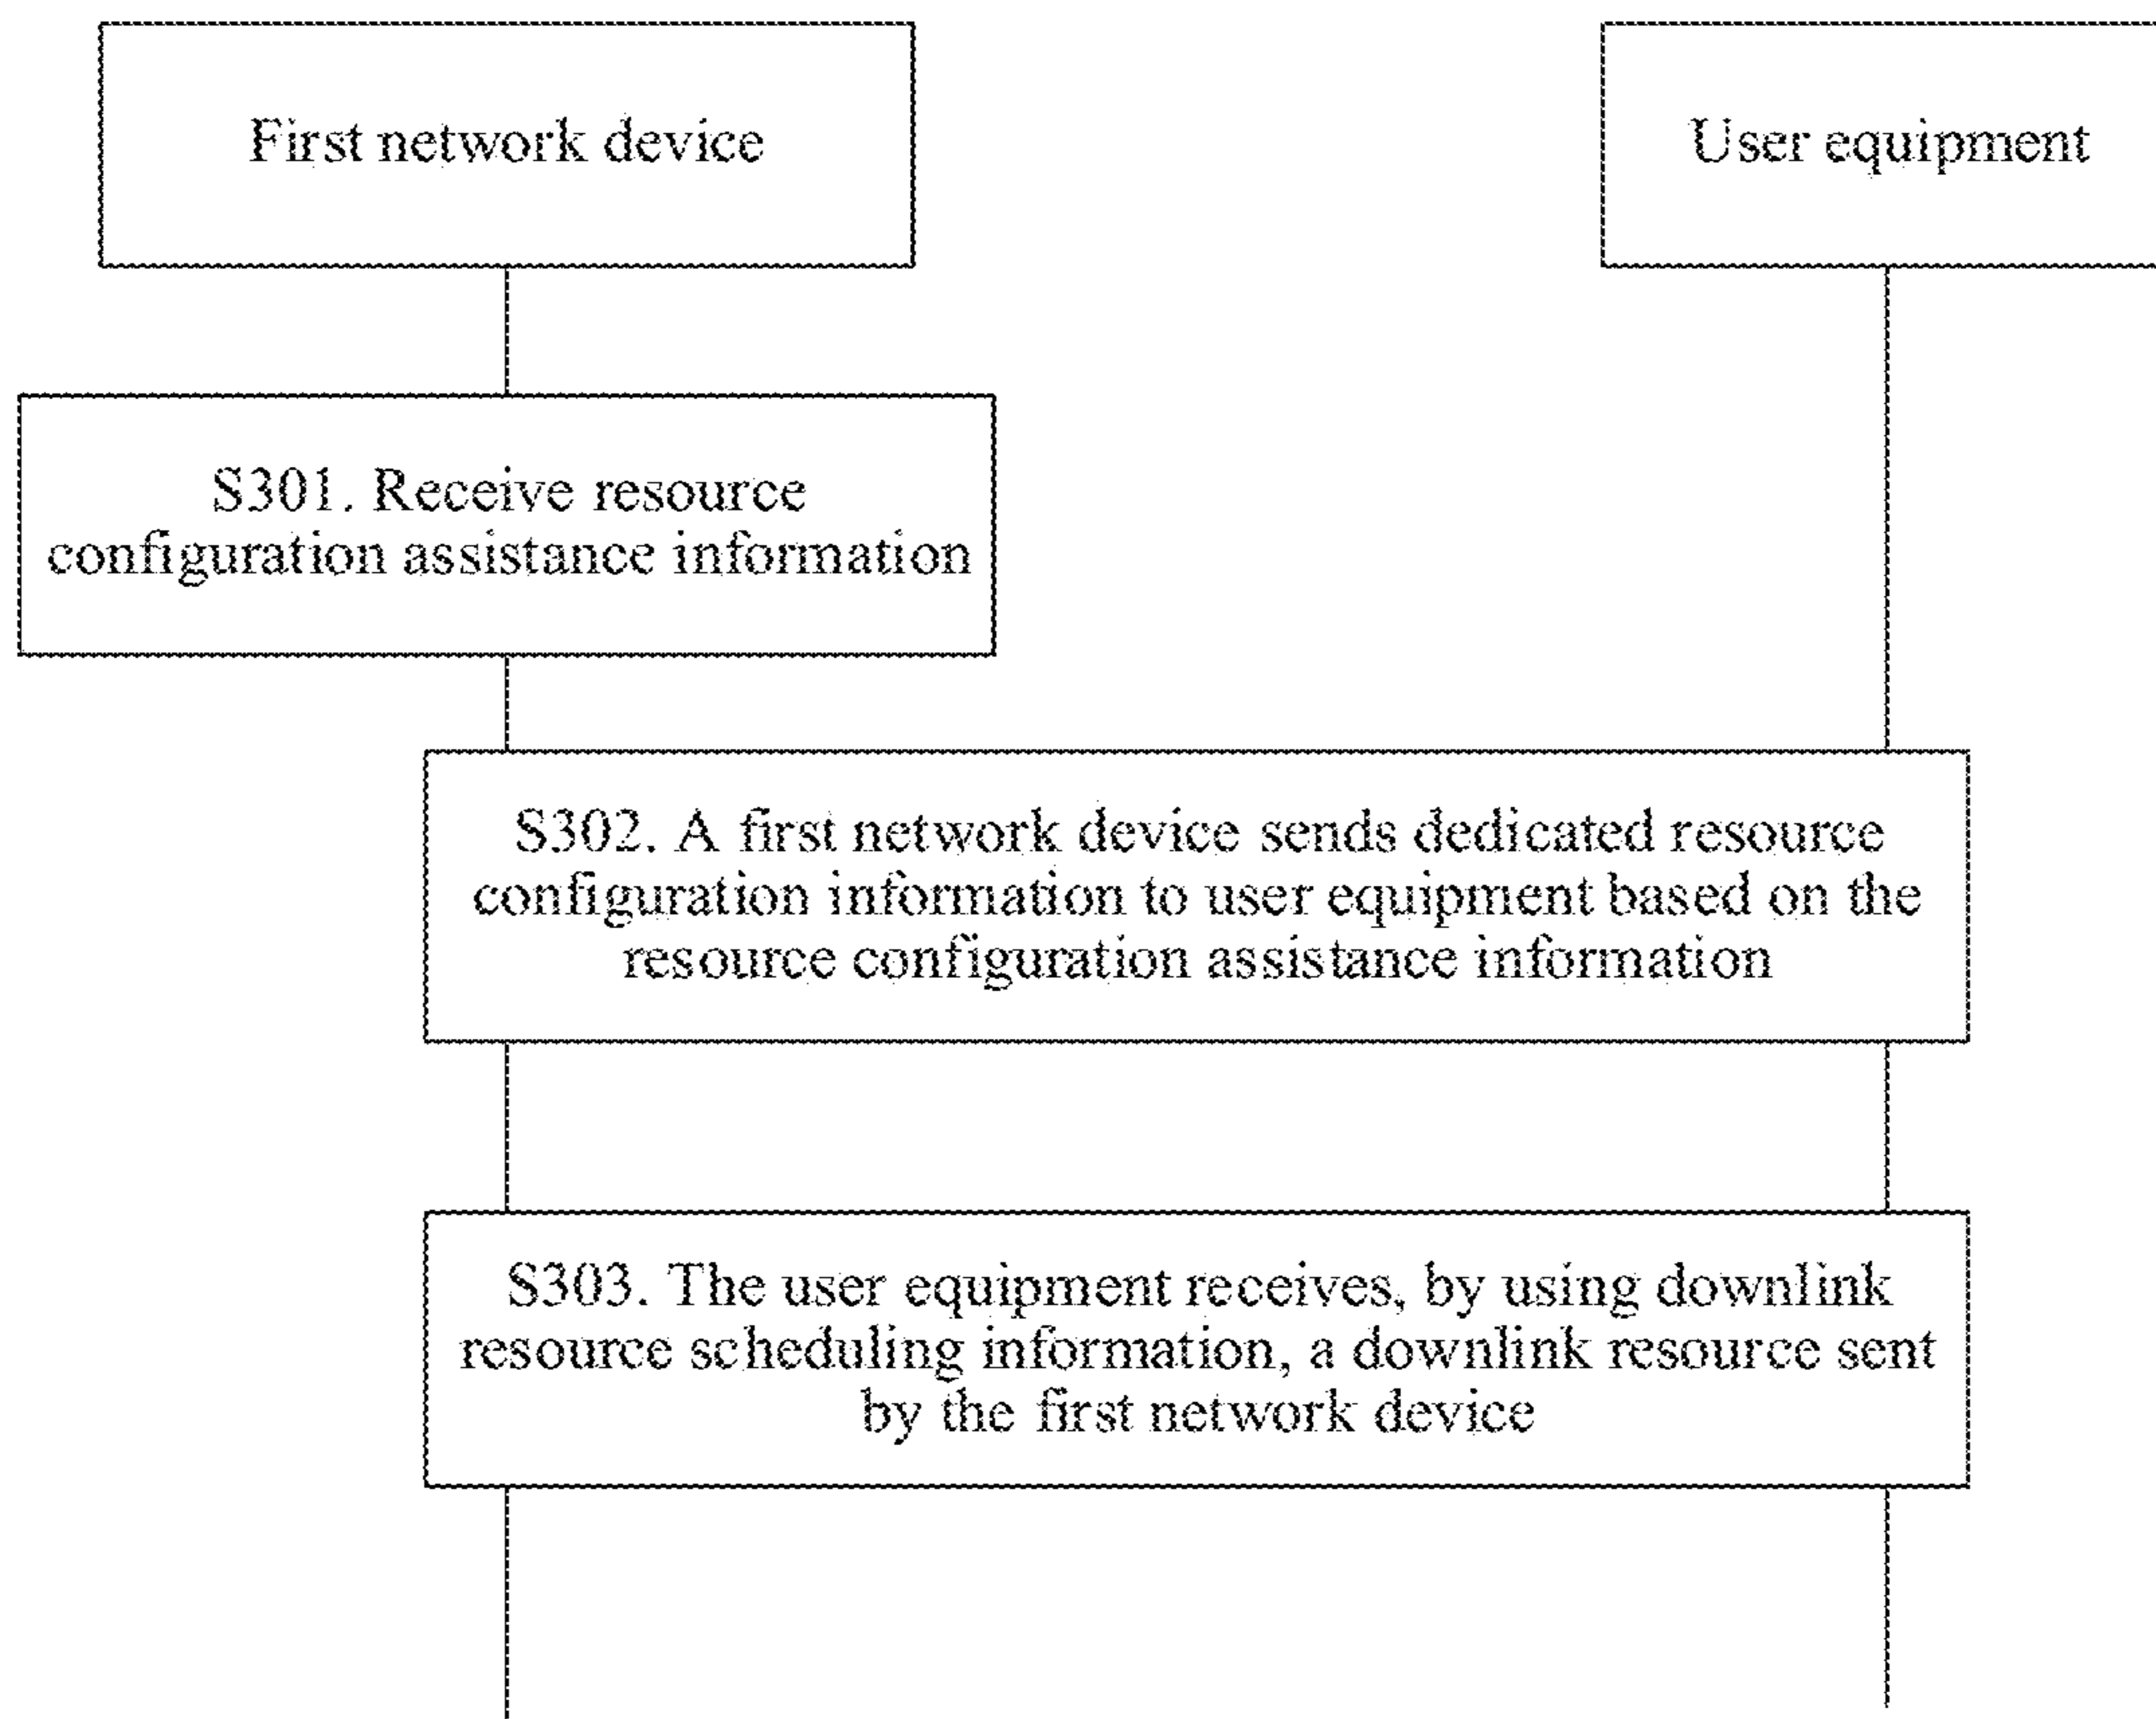 First network device
User equipment
S301. Receive resource
configuration assistance information
S302. A first network device sends dedicated resource
configuration information to user equipment based on the
resource configuration assistance information
S303. The user equipment receives, by using downlink
resource scheduling information, a downlink resource sent
by the first network device